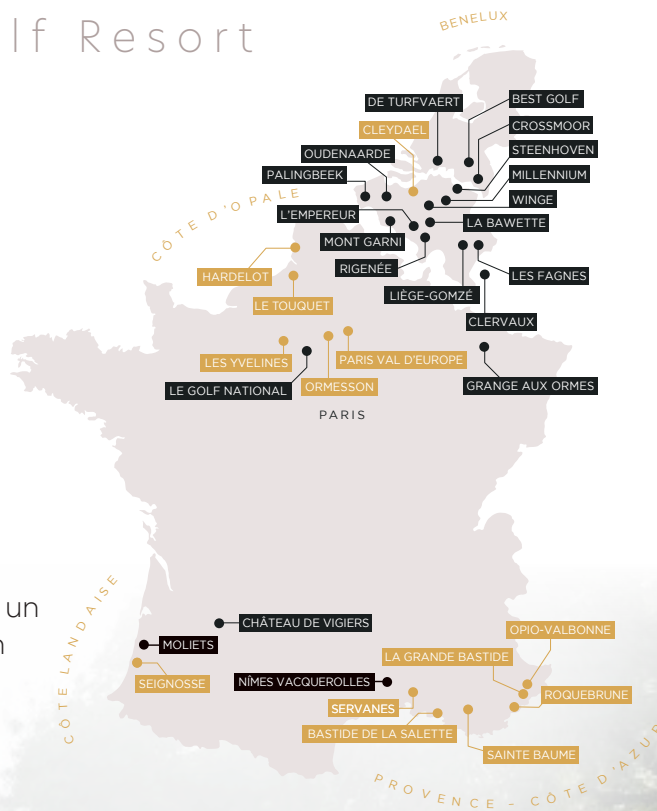 lf Resort
BENELUX
DE TURFVAERT
BEST GOLF
CLEYDAEL
CROSSMOOR
OUDENAARDE
STEENHOVEN
PALINGBEEK
MILLENNIUM
CÔTE D'OPALE
WINGE
L'EMPEREUR
LA BAWETTE
MONT GARNI
RIGENÉE
HARDELOT
LES FAGNES
LIÈGE-GOMZÉ
LE TOUQUET
CLERVAUX
LES YVELINES
PARIS VAL D'EUROPE
LE GOLF NATIONAL
ORMESSON
GRANGE AUX ORMES
PARIS
un
CÔTE LANDAISE
CHÂTEAU DE VIGIERS
OPIO-VALBONNE
MOLIETS
LA GRANDE BASTIDE
SEIGNOSSE
NÎMES VACQUEROLLES
ROQUEBRUNE
SERVANES
BASTIDE DE LA SALETTE
SAINTE BAUME
PROVENCE - CÔTE D'AZUR